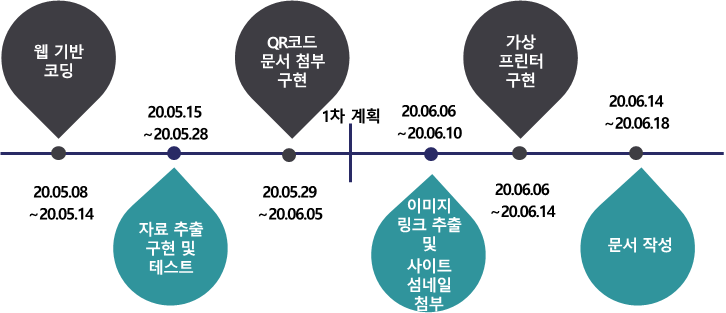 웹 기반
코딩
20.05.08
~20.05.14
20.05.15
~20.05.28
자료 추출
구현 및
테스트
QR코드
문서 첨부
구현
20.05.29
~20.06.05
1차 계획
20.06.06
~20.06.10
이미지
링크 추출
및
사이트
섬네일
첨부
가상
프린터
구현
20.06.06
~20.06.14
20.06.14
~20.06.18
문서 작성